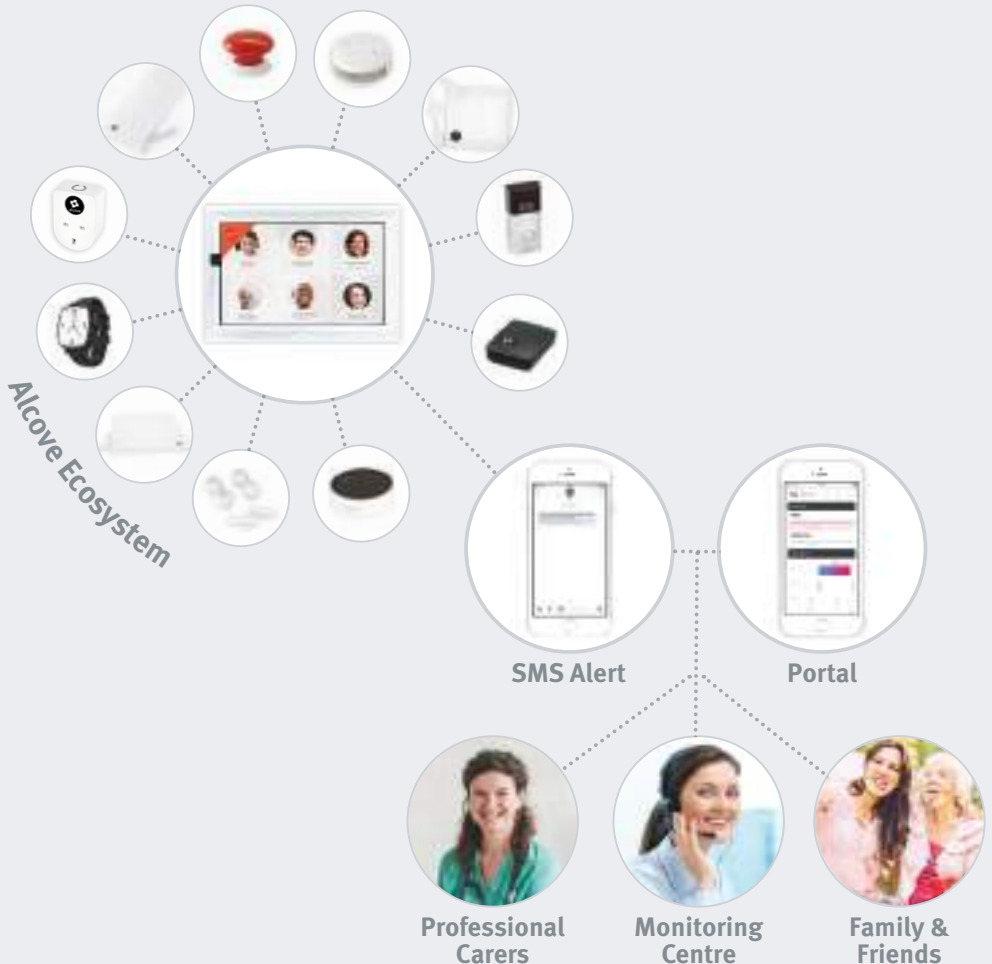 Alcove Ecosystem
SMS Alert
Portal
Professional
Carers
Monitoring
Centre
Family &
Friends